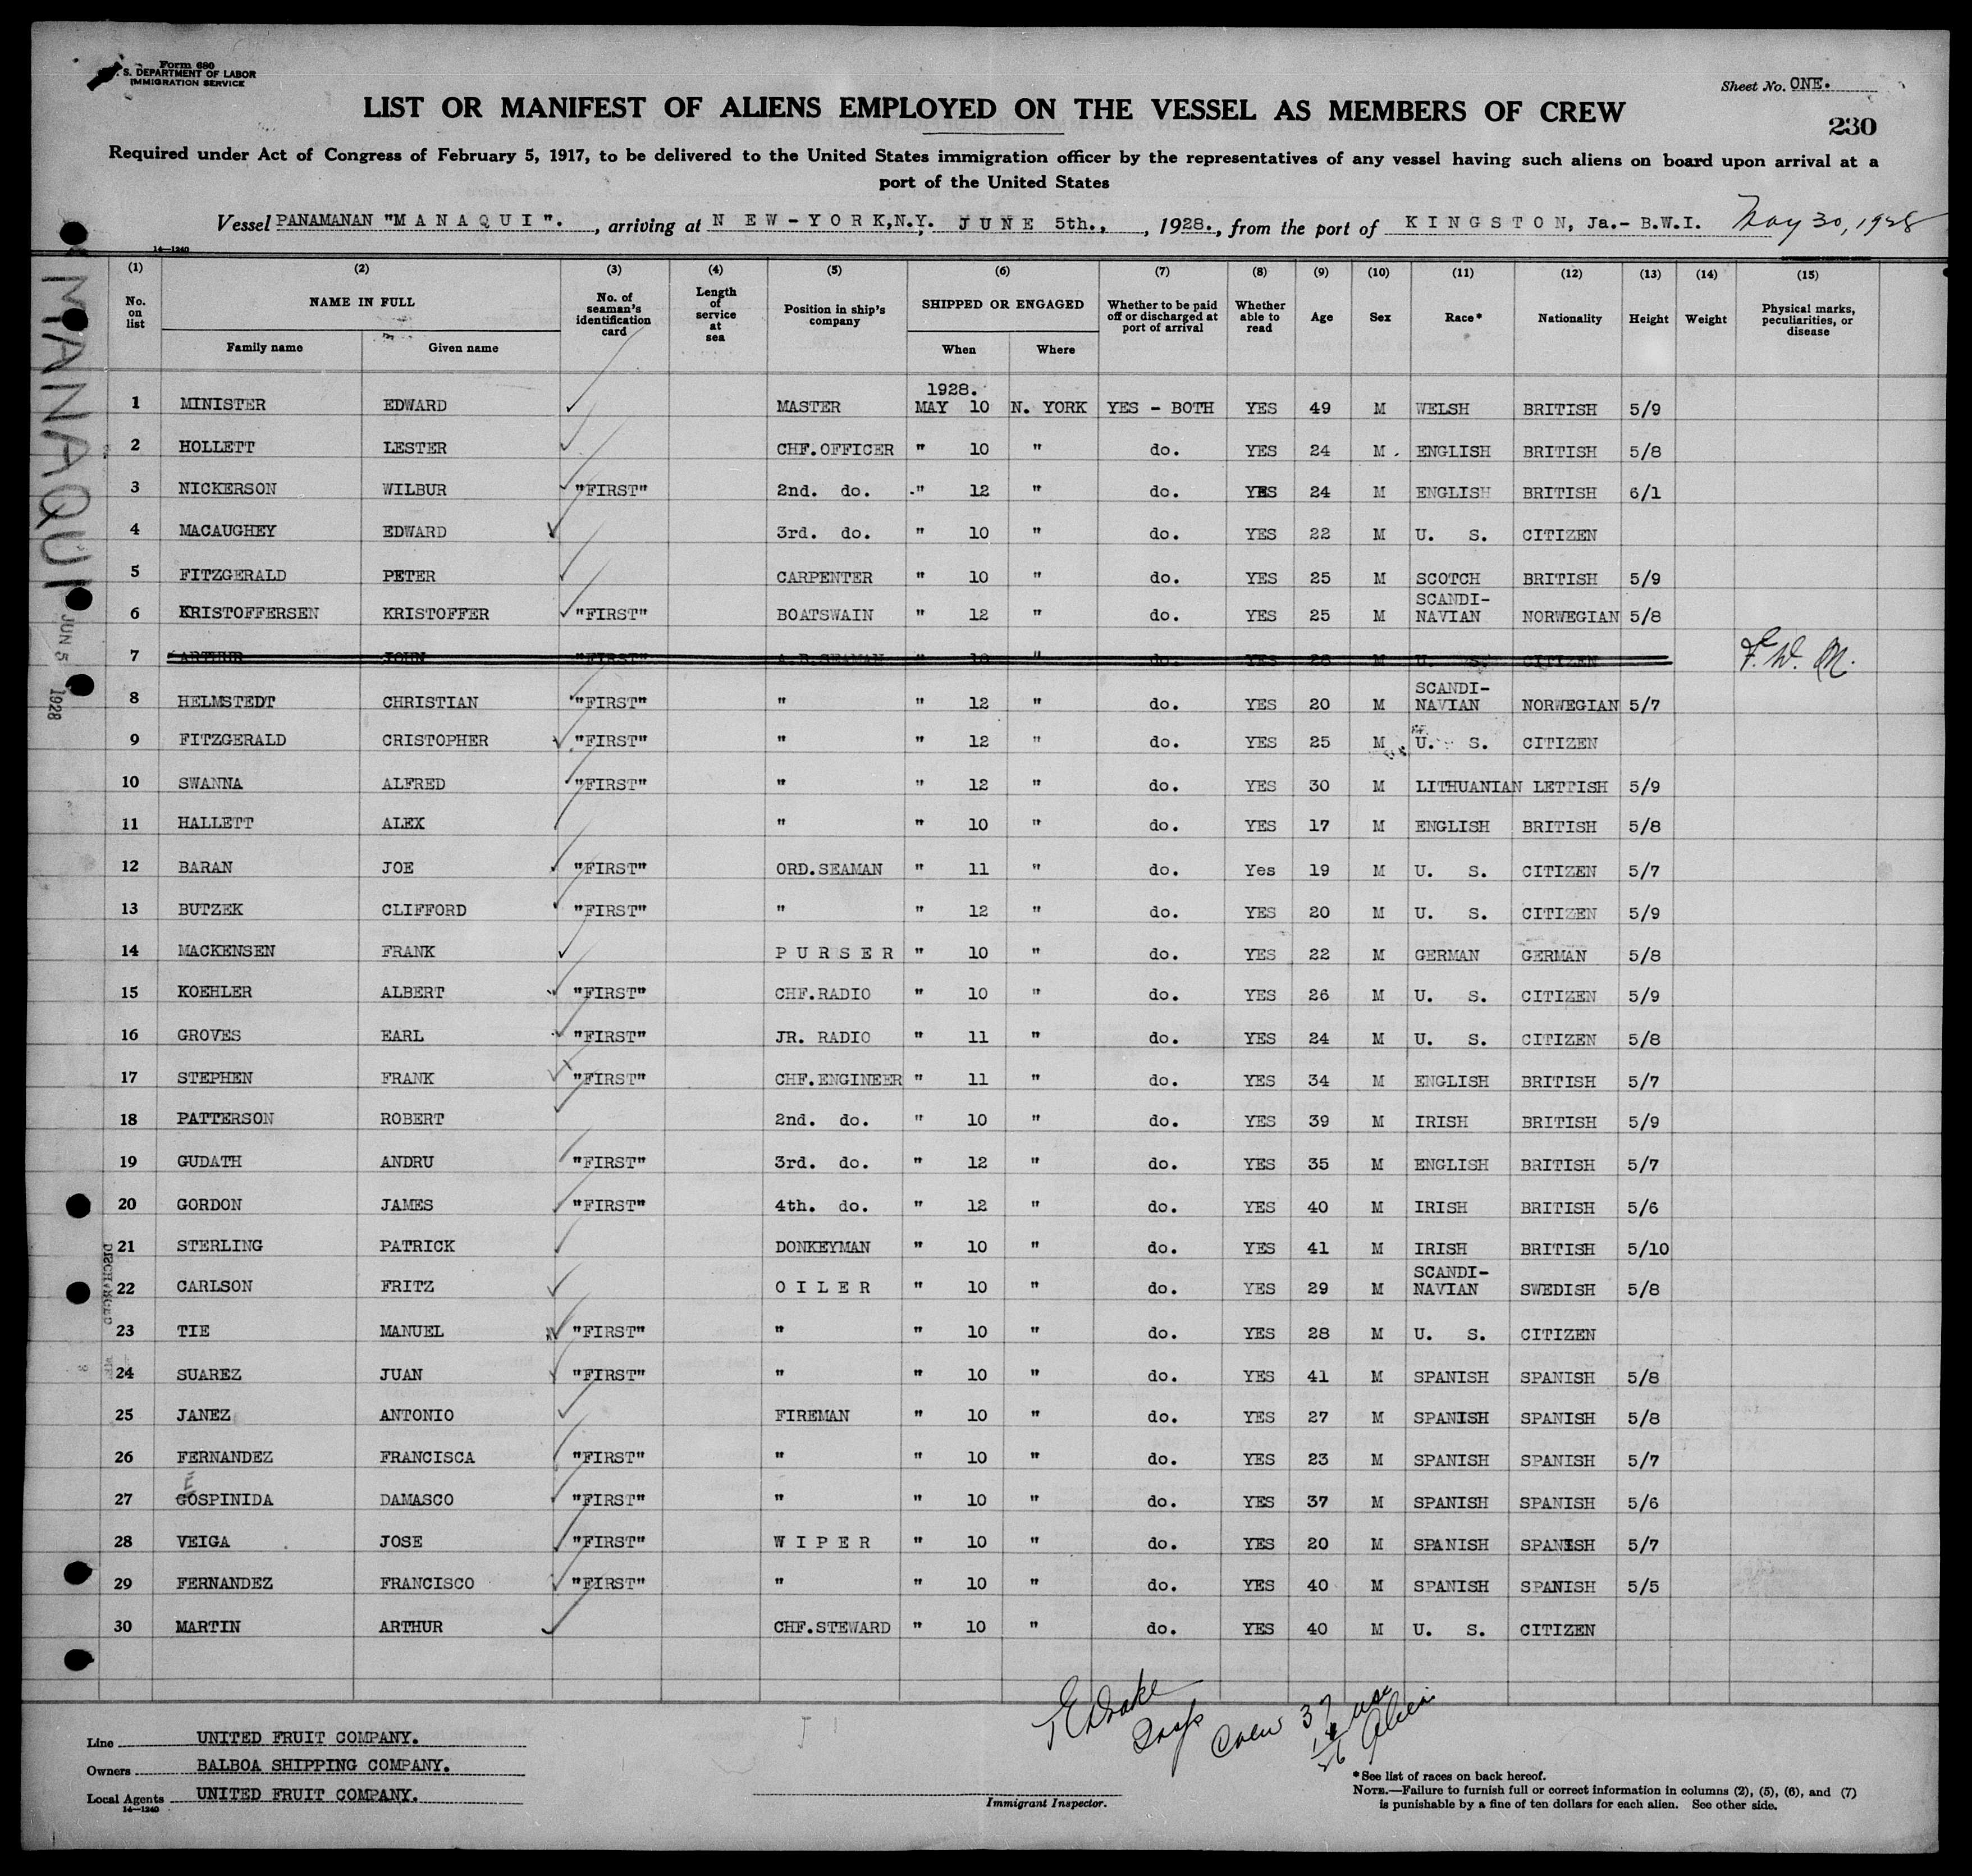 Form 680
S. DEPARTMENT OF LABOR
IMMIGRATION SERVICE
Sheet No. ONE.
LIST OR MANIFEST OF ALIENS EMPLOYED ON THE VESSEL AS MEMBERS OF CREW
230
Required under Act of Congress of February 5, 1917, to be delivered to the United States immigration officer by the representatives of any vessel having such aliens on board upon arrival at a
port of the United States
Vessel PANAMANAN "MANAQUI"., arriving at NEW-YORK,N.Y. JUNE 5th., 1928., from the port of KINGSTON, Ja.- B.W.I. May 30, 1928
14—1240
MANAQUI
JUN 5 1928
(1) (2) (3) (4) (5) (6) (7) (8) (9) (10) (11) (12) (13) (14) (15)
No. on list NAME IN FULL No. of seaman's identification card Length of service at sea Position in ship's company SHIPPED OR ENGAGED Whether to be paid off or discharged at port of arrival Whether able to read Age Sex Race* Nationality Height Weight Physical marks, peculiarities, or disease
Family name Given name When Where
1928.
1 MINISTER EDWARD MASTER MAY 10 N. YORK YES - BOTH YES 49 M WELSH BRITISH 5/9
2 HOLLETT LESTER CHF.OFFICER " 10 " do. YES 24 M . ENGLISH BRITISH 5/8
3 NICKERSON WILBUR "FIRST" 2nd. do. " 12 " do. YES 24 M ENGLISH BRITISH 6/1
4 MACAUGHEY EDWARD 3rd. do. " 10 " do. YES 22 M U. S. CITIZEN
5 FITZGERALD PETER CARPENTER " 10 " do. YES 25 M SCOTCH BRITISH 5/9
6 KRISTOFFERSEN KRISTOFFER "FIRST" BOATSWAIN " 12 " do. YES 25 M SCANDI-NAVIAN NORWEGIAN 5/8
7 ARTHUR JOHN "FIRST" A.B.SEAMAN " 10 " do. YES 28 M U. S. CITIZEN F. W. M.
8 HELMSTEDT CHRISTIAN "FIRST" " " 12 " do. YES 20 M SCANDI-NAVIAN NORWEGIAN 5/7
9 FITZGERALD CRISTOPHER "FIRST" " " 12 " do. YES 25 M U. S. CITIZEN
10 SWANNA ALFRED "FIRST" " " 12 " do. YES 30 M LITHUANIAN LETTISH 5/9
11 HALLETT ALEX " " 10 " do. YES 17 M ENGLISH BRITISH 5/8
12 BARAN JOE "FIRST" ORD.SEAMAN " 11 " do. Yes 19 M U. S. CITIZEN 5/7
13 BUTZEK CLIFFORD "FIRST" " " 12 " do. YES 20 M U. S. CITIZEN 5/9
14 MACKENSEN FRANK PURSER " 10 " do. YES 22 M GERMAN GERMAN 5/8
15 KOEHLER ALBERT "FIRST" CHF.RADIO " 10 " do. YES 26 M U. S. CITIZEN 5/9
16 GROVES EARL "FIRST" JR. RADIO " 11 " do. YES 24 M U. S. CITIZEN 5/8
17 STEPHEN FRANK "FIRST" CHF.ENGINEER " 11 " do. YES 34 M ENGLISH BRITISH 5/7
18 PATTERSON ROBERT 2nd. do. " 10 " do. YES 39 M IRISH BRITISH 5/9
19 GUDATH ANDRU "FIRST" 3rd. do. " 12 " do. YES 35 M ENGLISH BRITISH 5/7
20 GORDON JAMES "FIRST" 4th. do. " 12 " do. YES 40 M IRISH BRITISH 5/6
21 STERLING PATRICK DONKEYMAN " 10 " do. YES 41 M IRISH BRITISH 5/10
22 CARLSON FRITZ OILER " 10 " do. YES 29 M SCANDI-NAVIAN SWEDISH 5/8
23 TIE MANUEL "FIRST" " " 10 " do. YES 28 M U. S. CITIZEN
24 SUAREZ JUAN "FIRST" " " 10 " do. YES 41 M SPANISH SPANISH 5/8
25 JANEZ ANTONIO FIREMAN " 10 " do. YES 27 M SPANISH SPANISH 5/8
26 FERNANDEZ FRANCISCA "FIRST" " " 10 " do. YES 23 M SPANISH SPANISH 5/7
E
27 GOSPINIDA DAMASCO "FIRST" " " 10 " do. YES 37 M SPANISH SPANISH 5/6
28 VEIGA JOSE "FIRST" WIPER " 10 " do. YES 20 M SPANISH SPANISH 5/7
29 FERNANDEZ FRANCISCO "FIRST" " " 10 " do. YES 40 M SPANISH SPANISH 5/5
30 MARTIN ARTHUR CHF.STEWARD " 10 " do. YES 40 M U. S. CITIZEN
DISCHARGED
Drake
Insp
Crew 37
usc
Alien
Line UNITED FRUIT COMPANY.
Owners BALBOA SHIPPING COMPANY.
Local Agents UNITED FRUIT COMPANY.
14—1240
Immigrant Inspector.
*See list of races on back hereof.
NOTE.—Failure to furnish full or correct information in columns (2), (5), (6), and (7)
is punishable by a fine of ten dollars for each alien. See other side.